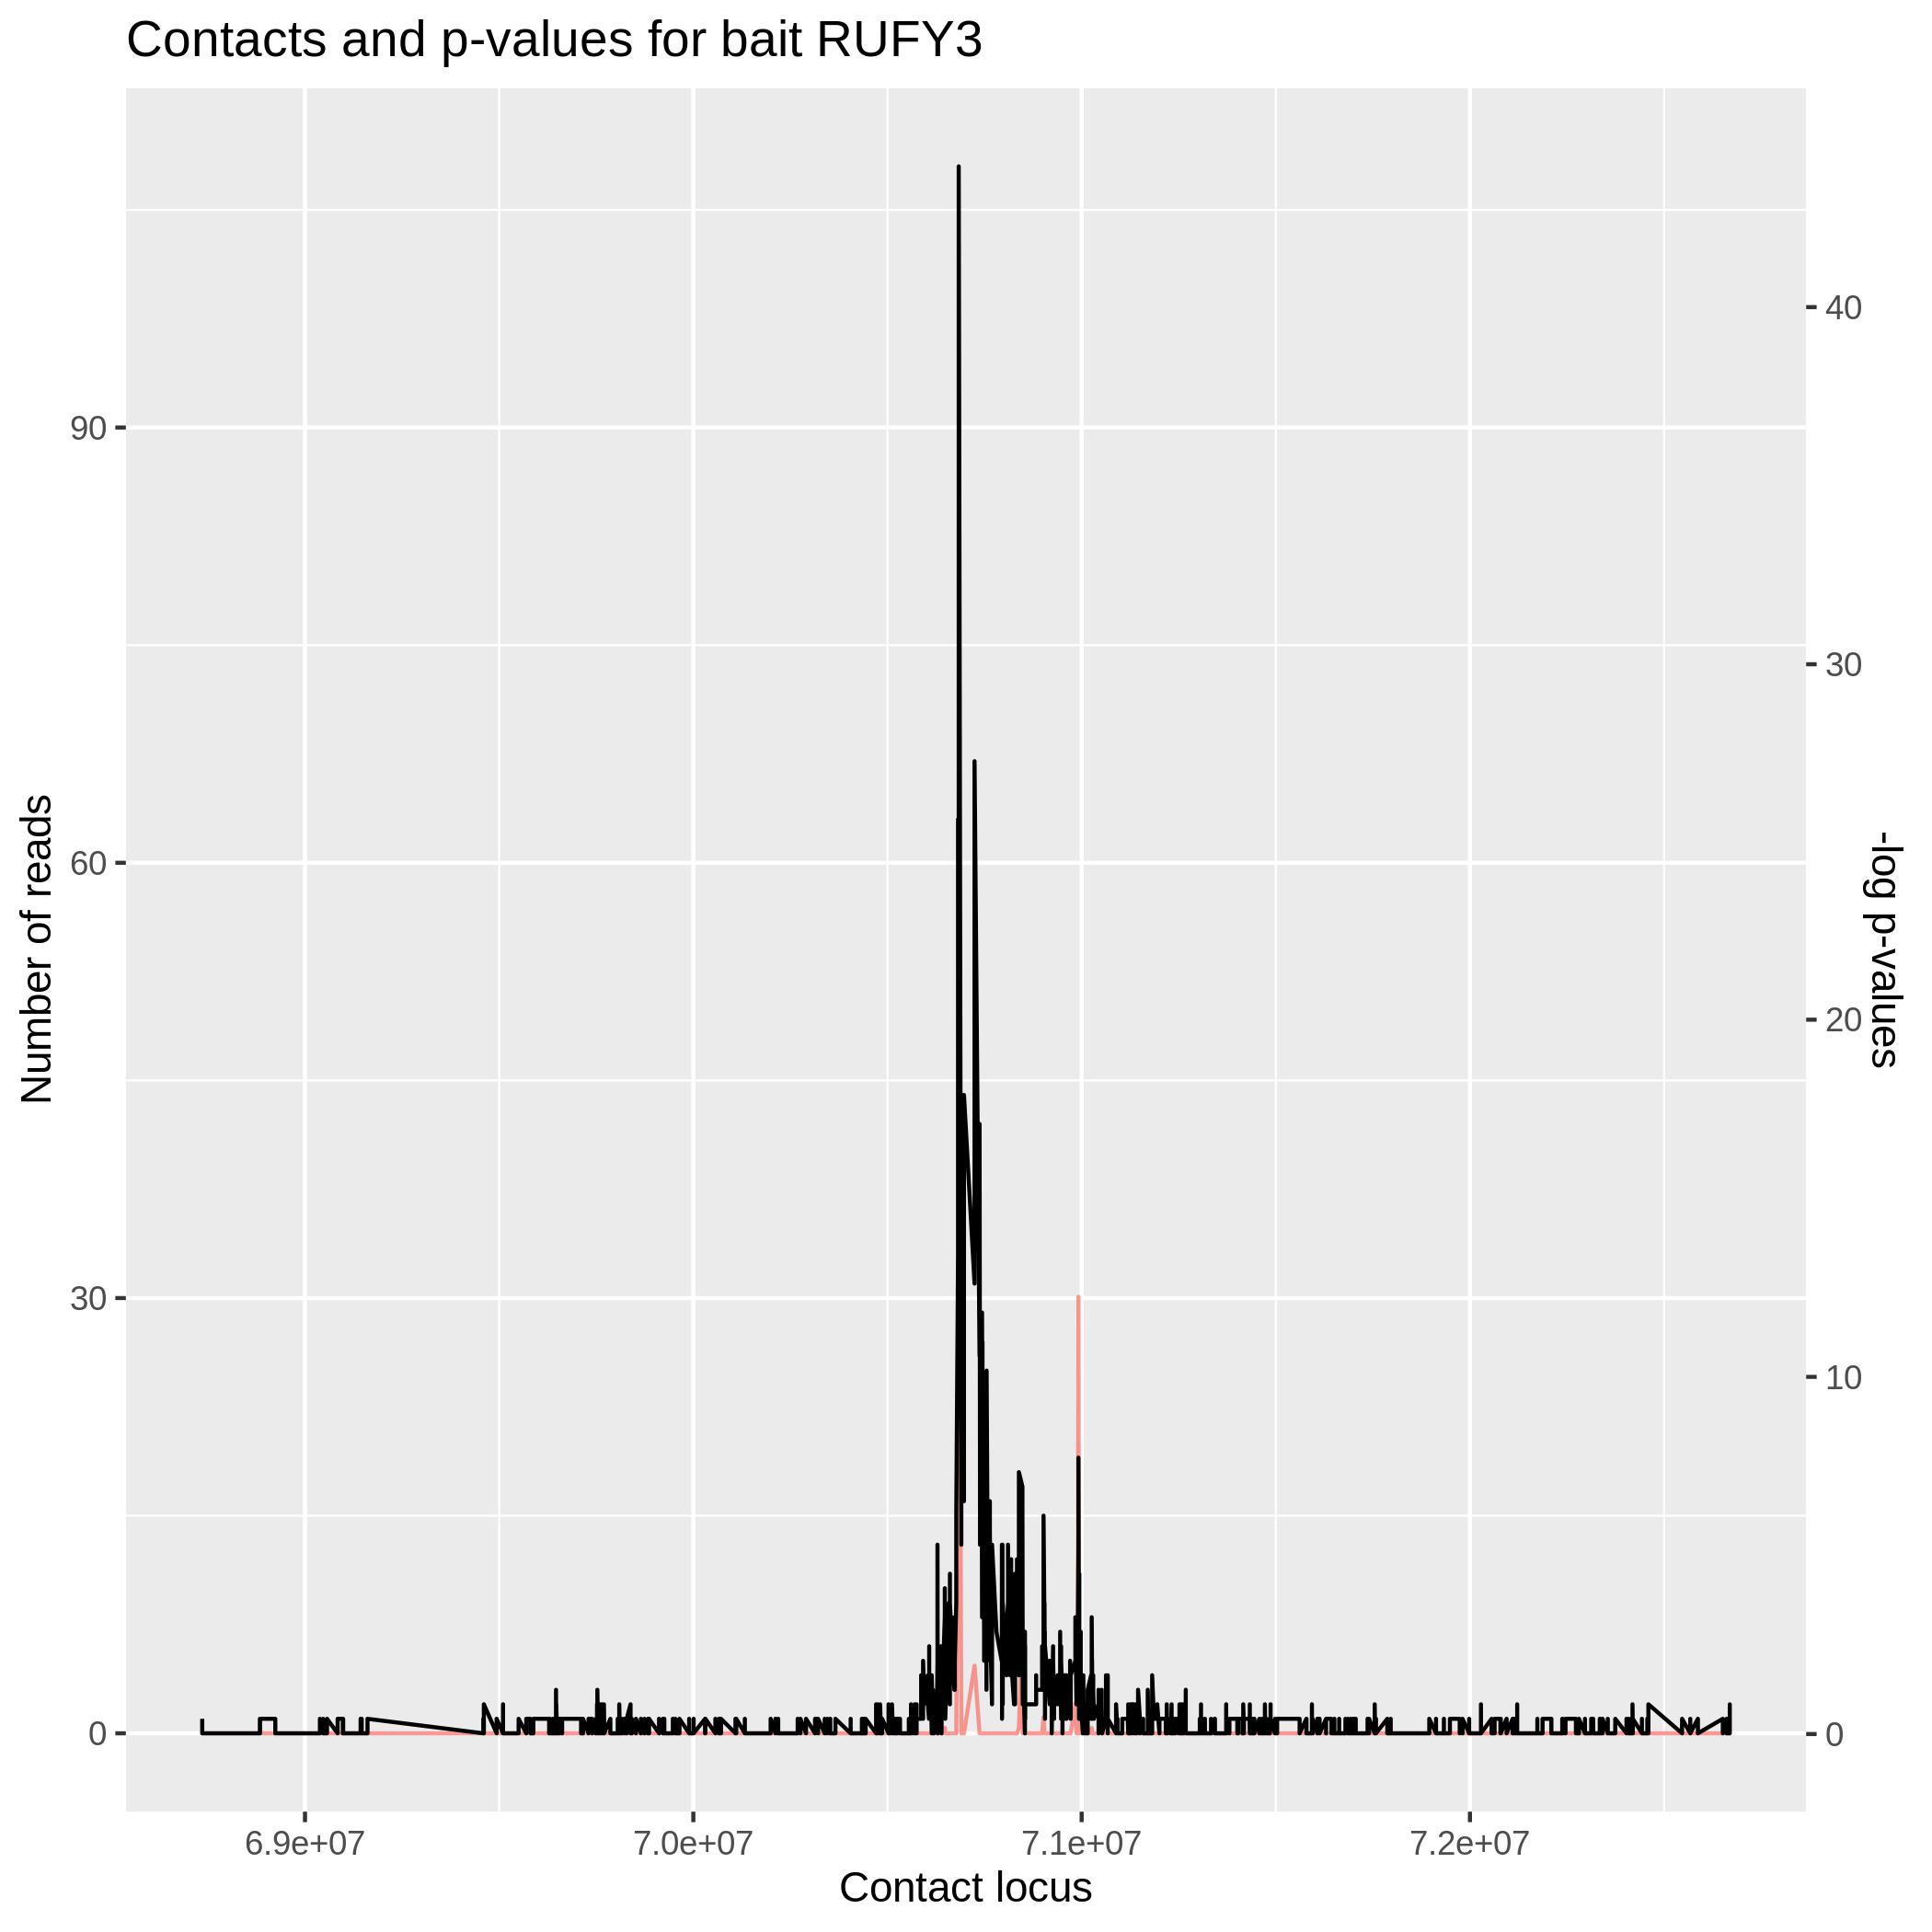 Contacts and p-values for bait RUFY3
Number of reads
90
60
30
0
40
30
20
10
0
-log p-values
6.9e+07
7.0e+07
7.1e+07
7.2e+07
Contact locus